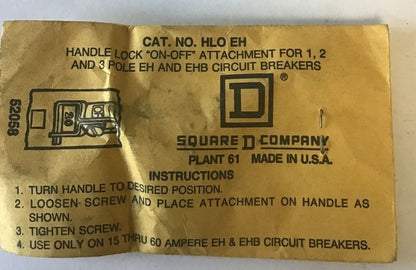 CAT. NO. HLO EH
HANDLE LOCK "ON-OFF" ATTACHMENT FOR 1, 2
AND 3 POLE EH AND EHB CIRCUIT BREAKERS
52058
20
D
®
SQUARE D COMPANY
PLANT 61 MADE IN U.S.A.
INSTRUCTIONS
1. TURN HANDLE TO DESIRED POSITION.
2. LOOSEN SCREW AND PLACE ATTACHMENT ON HANDLE AS
SHOWN.
3. TIGHTEN SCREW.
4. USE ONLY ON 15 THRU 60 AMPERE EH & EHB CIRCUIT BREAKERS.